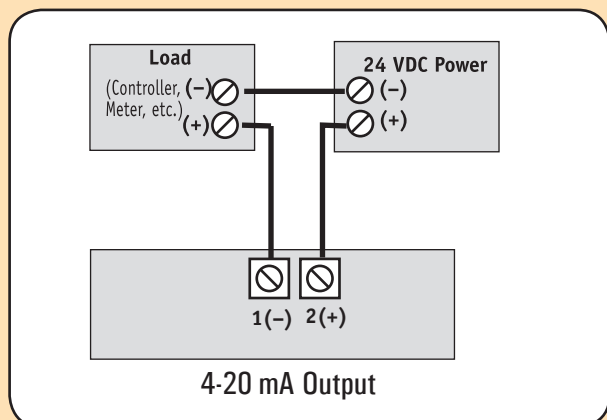 Load
(Controller, (–)
Meter, etc.) (+)
24 VDC Power
(–)
(+)
1(–) 2(+)
4-20 mA Output